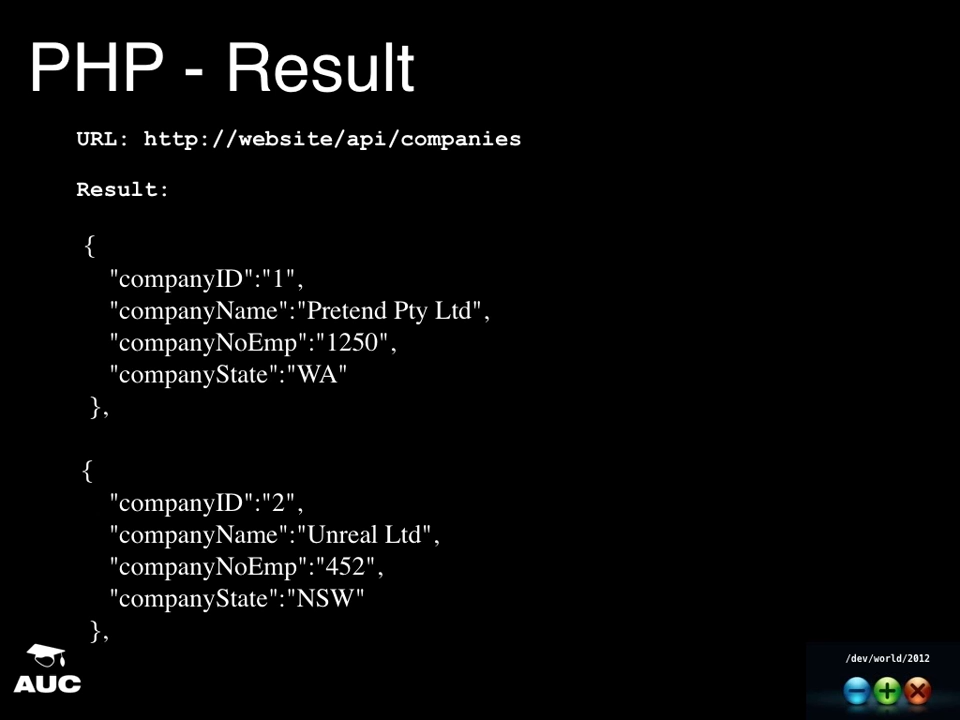 PHP - Result
URL: http://website/api/companies
Result:
{
"companyID":"1",
"companyName":"Pretend Pty Ltd",
"companyNoEmp":"1250",
"companyState":"WA"
},
{
"companyID":"2",
"companyName":"Unreal Ltd",
"companyNoEmp":"452",
"companyState":"NSW"
},
AUC
/dev/world/2012